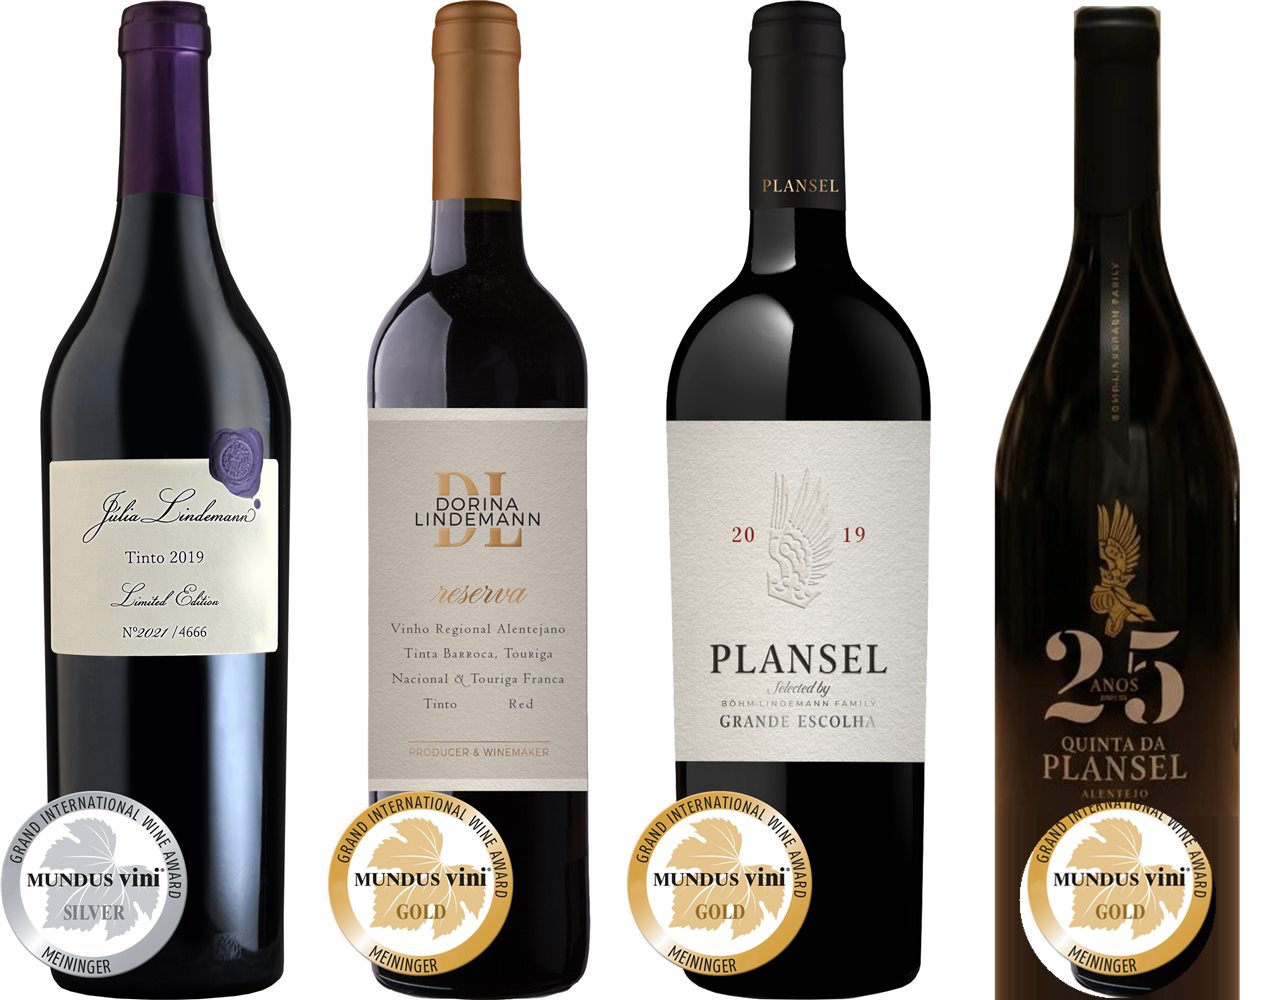 Júlia Lindemann
Tinto 2019
Limited Edition
Nº2021 /4666
GRAND INTERNATIONAL WINE AWARD
MUNDUS vini®
SILVER
MEININGER
DL
DORINA
LINDEMANN
reserva
Vinho Regional Alentejano
Tinta Barroca, Touriga
Nacional & Touriga Franca
Tinto Red
PRODUCER & WINEMAKER
GRAND INTERNATIONAL WINE AWARD
MUNDUS vini®
GOLD
MEININGER
PLANSEL
20 19
PLANSEL
Selected by
BÖHM-LINDEMANN FAMILY
GRANDE ESCOLHA
GRAND INTERNATIONAL WINE AWARD
MUNDUS vini®
GOLD
MEININGER
25
ANOS
QUINTA DA
PLANSEL
ALENTEJO
GRAND INTERNATIONAL WINE AWARD
MUNDUS vini®
GOLD
MEININGER